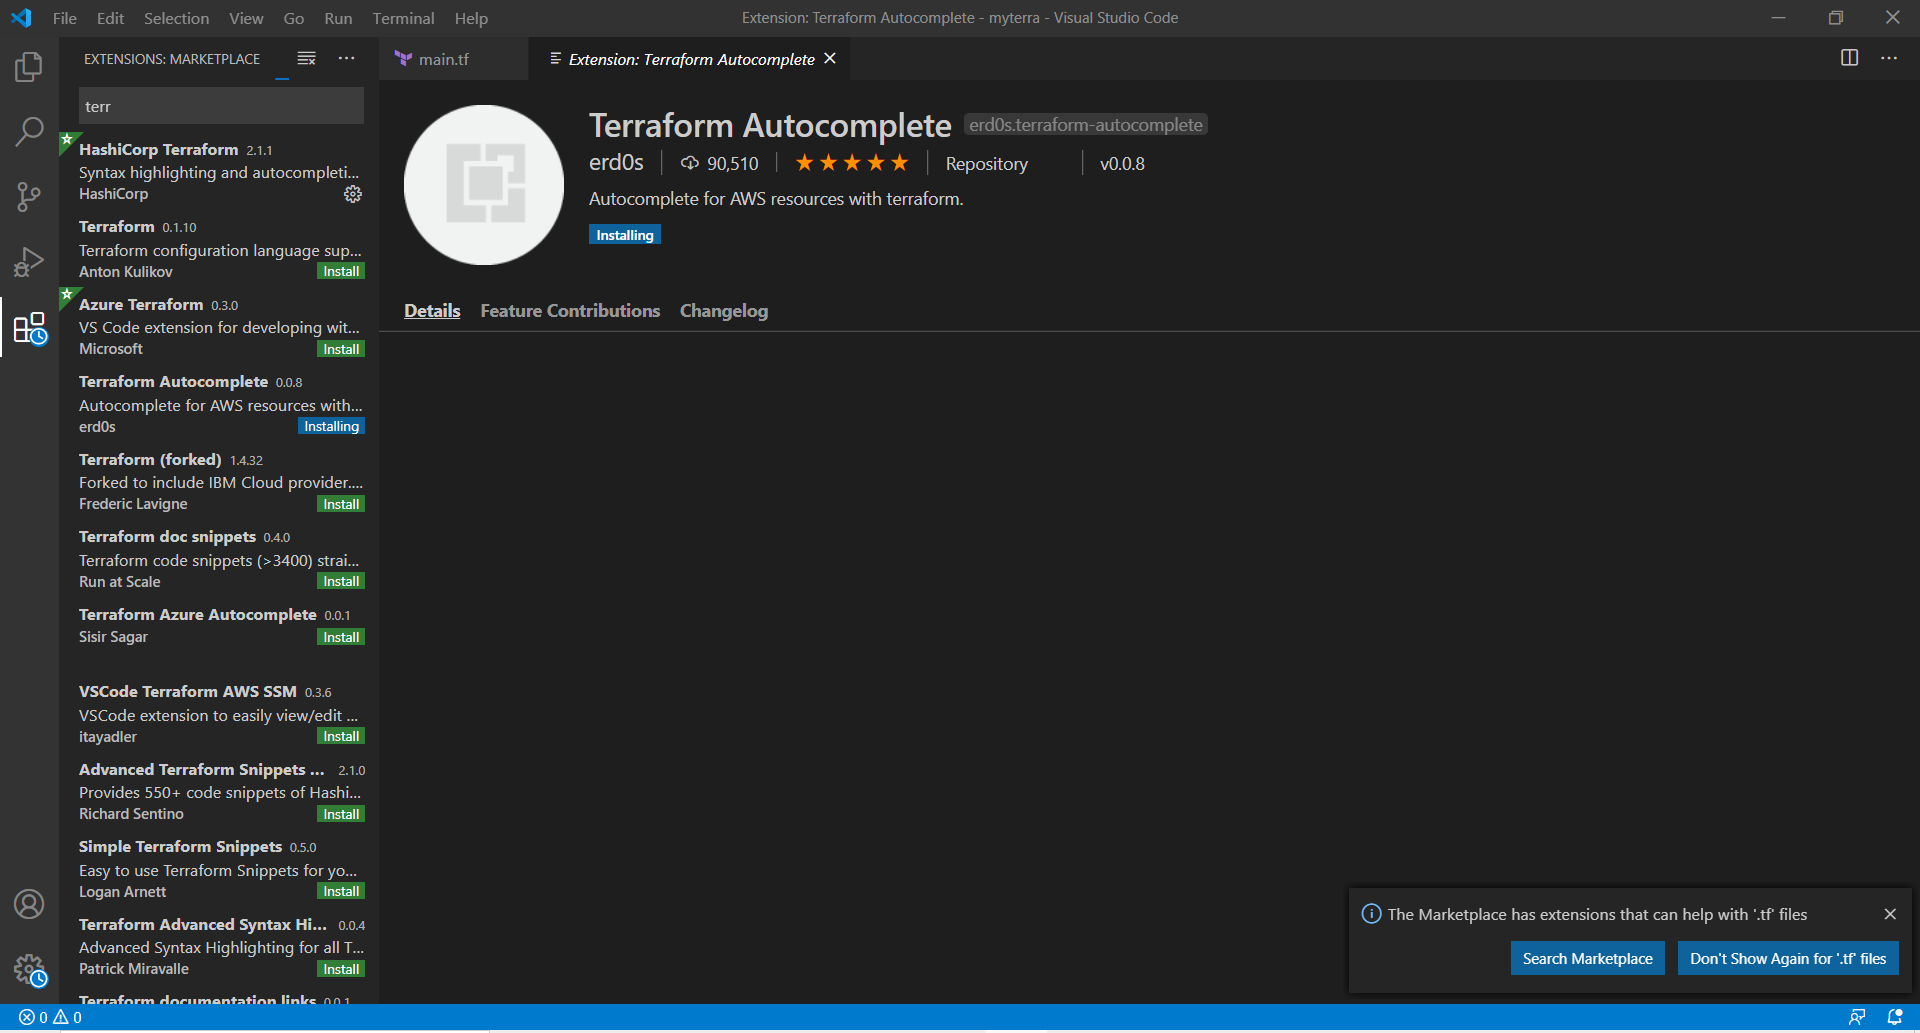 File Edit Selection View Go Run Terminal Help
Extension: Terraform Autocomplete - myterra - Visual Studio Code
EXTENSIONS: MARKETPLACE
main.tf
Extension: Terraform Autocomplete
terr
HashiCorp Terraform 2.1.1
Syntax highlighting and autocompleti...
HashiCorp
Terraform 0.1.10
Terraform configuration language sup...
Anton Kulikov Install
Azure Terraform 0.3.0
VS Code extension for developing wit...
Microsoft Install
Terraform Autocomplete 0.0.8
Autocomplete for AWS resources with...
erd0s Installing
Terraform (forked) 1.4.32
Forked to include IBM Cloud provider....
Frederic Lavigne Install
Terraform doc snippets 0.4.0
Terraform code snippets (>3400) strai...
Run at Scale Install
Terraform Azure Autocomplete 0.0.1
Sisir Sagar Install
VSCode Terraform AWS SSM 0.3.6
VSCode extension to easily view/edit ...
itayadler Install
Advanced Terraform Snippets ... 2.1.0
Provides 550+ code snippets of Hashi...
Richard Sentino Install
Simple Terraform Snippets 0.5.0
Easy to use Terraform Snippets for yo...
Logan Arnett Install
Terraform Advanced Syntax Hi... 0.0.4
Advanced Syntax Highlighting for all T...
Patrick Miravalle Install
Terraform documentation links 0.0.1
Terraform Autocomplete erd0s.terraform-autocomplete
erd0s 90,510 Repository v0.0.8
Autocomplete for AWS resources with terraform.
Installing
Details Feature Contributions Changelog
The Marketplace has extensions that can help with '.tf' files
Search Marketplace Don't Show Again for '.tf' files
0 0